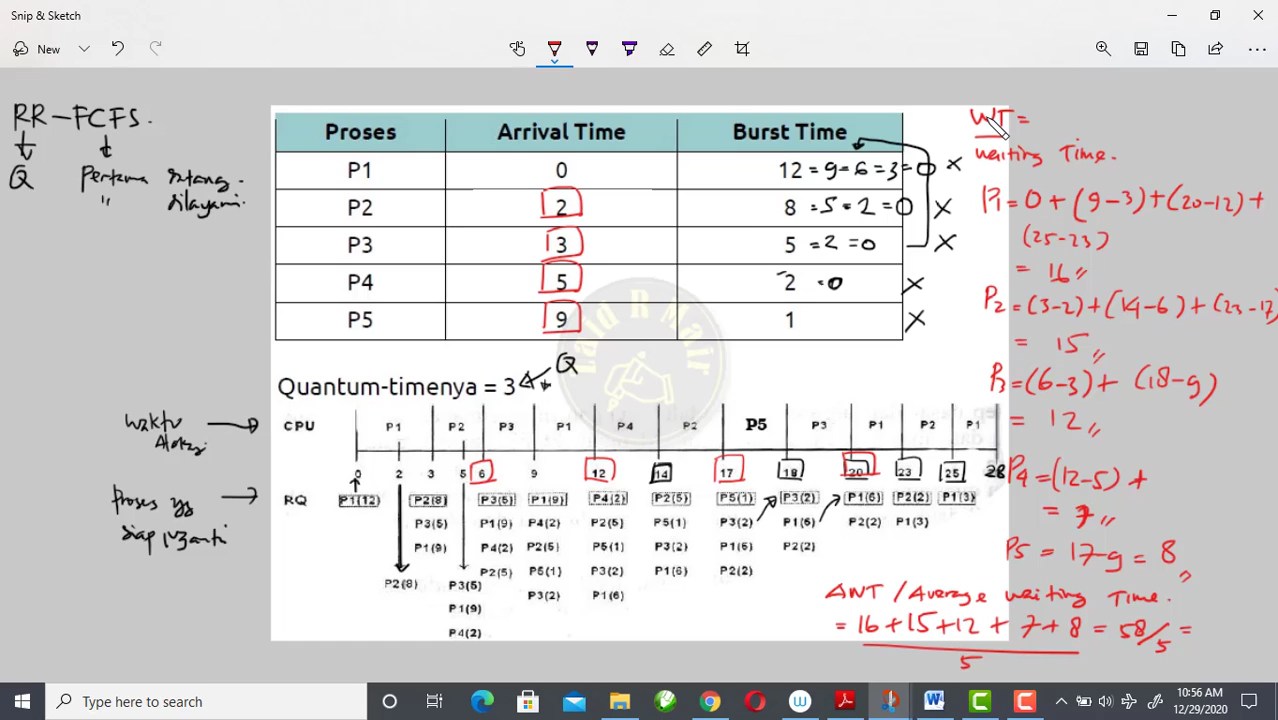 Snip & Sketch
New
RR - FCFS.
Q
Pertama datang
" dilayani.
Proses Arrival Time Burst Time
P1 0 12 = 9 = 6 = 3 = 0 x
P2 2 8 = 5 = 2 = 0 x
P3 3 5 = 2 = 0 x
P4 5 2 = 0 x
P5 9 1 x
Laid R Mair
Q
Quantum-timenya = 3
WT =
waiting Time.
P1 = 0 + (9-3) + (20-12) +
(25-23)
= 16 "
P2 = (3-2) + (14-6) + (23-17
= 15 "
P3 = (6-3) + (18-9)
= 12 "
P4 = (12-5) +
= 7 "
P5 = 17-9 = 8 "
waktu
Alokasi
CPU P1 P2 P3 P1 P4 P2 P5 P3 P1 P2 P1
0 2 3 5 6 9 12 14 17 18 20 23 25 28
proses yg
siap
RQ P1(12) P2(8) P3(5) P1(9) P4(2) P2(5) P5(1) P3(2) P1(6) P2(2) P1(3)
P3(5) P1(9) P4(2) P2(5) P5(1) P3(2) P1(6) P2(2) P1(3)
P1(9) P4(2) P2(5) P5(1) P3(2) P1(6) P2(2)
P2(5) P5(1) P3(2) P1(6) P2(2)
P2(8) P3(5) P3(2) P1(6)
P1(9)
P4(2)
AWT / Average waiting Time.
= 16 + 15 + 12 + 7 + 8 = 58/5 =
5
Type here to search
10:56 AM
12/29/2020